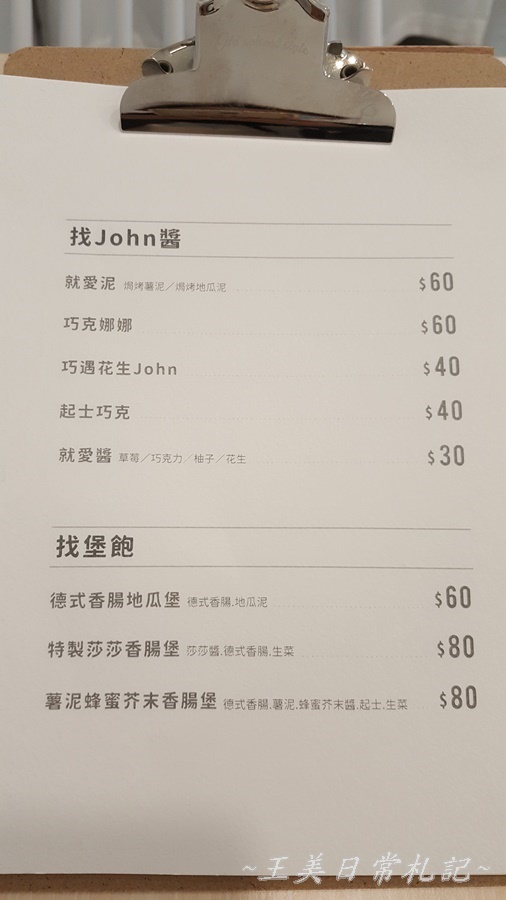 找John醬
就愛泥 焗烤薯泥／焗烤地瓜泥 $60
巧克娜娜 $60
巧遇花生John $40
起士巧克 $40
就愛醬 草莓／巧克力／柚子／花生 $30
找堡飽
德式香腸地瓜堡 德式香腸.地瓜泥 $60
特製莎莎香腸堡 莎莎醬.德式香腸.生菜 $80
薯泥蜂蜜芥末香腸堡 德式香腸.薯泥.蜂蜜芥末醬.起士.生菜 $80
~王美日常札記~